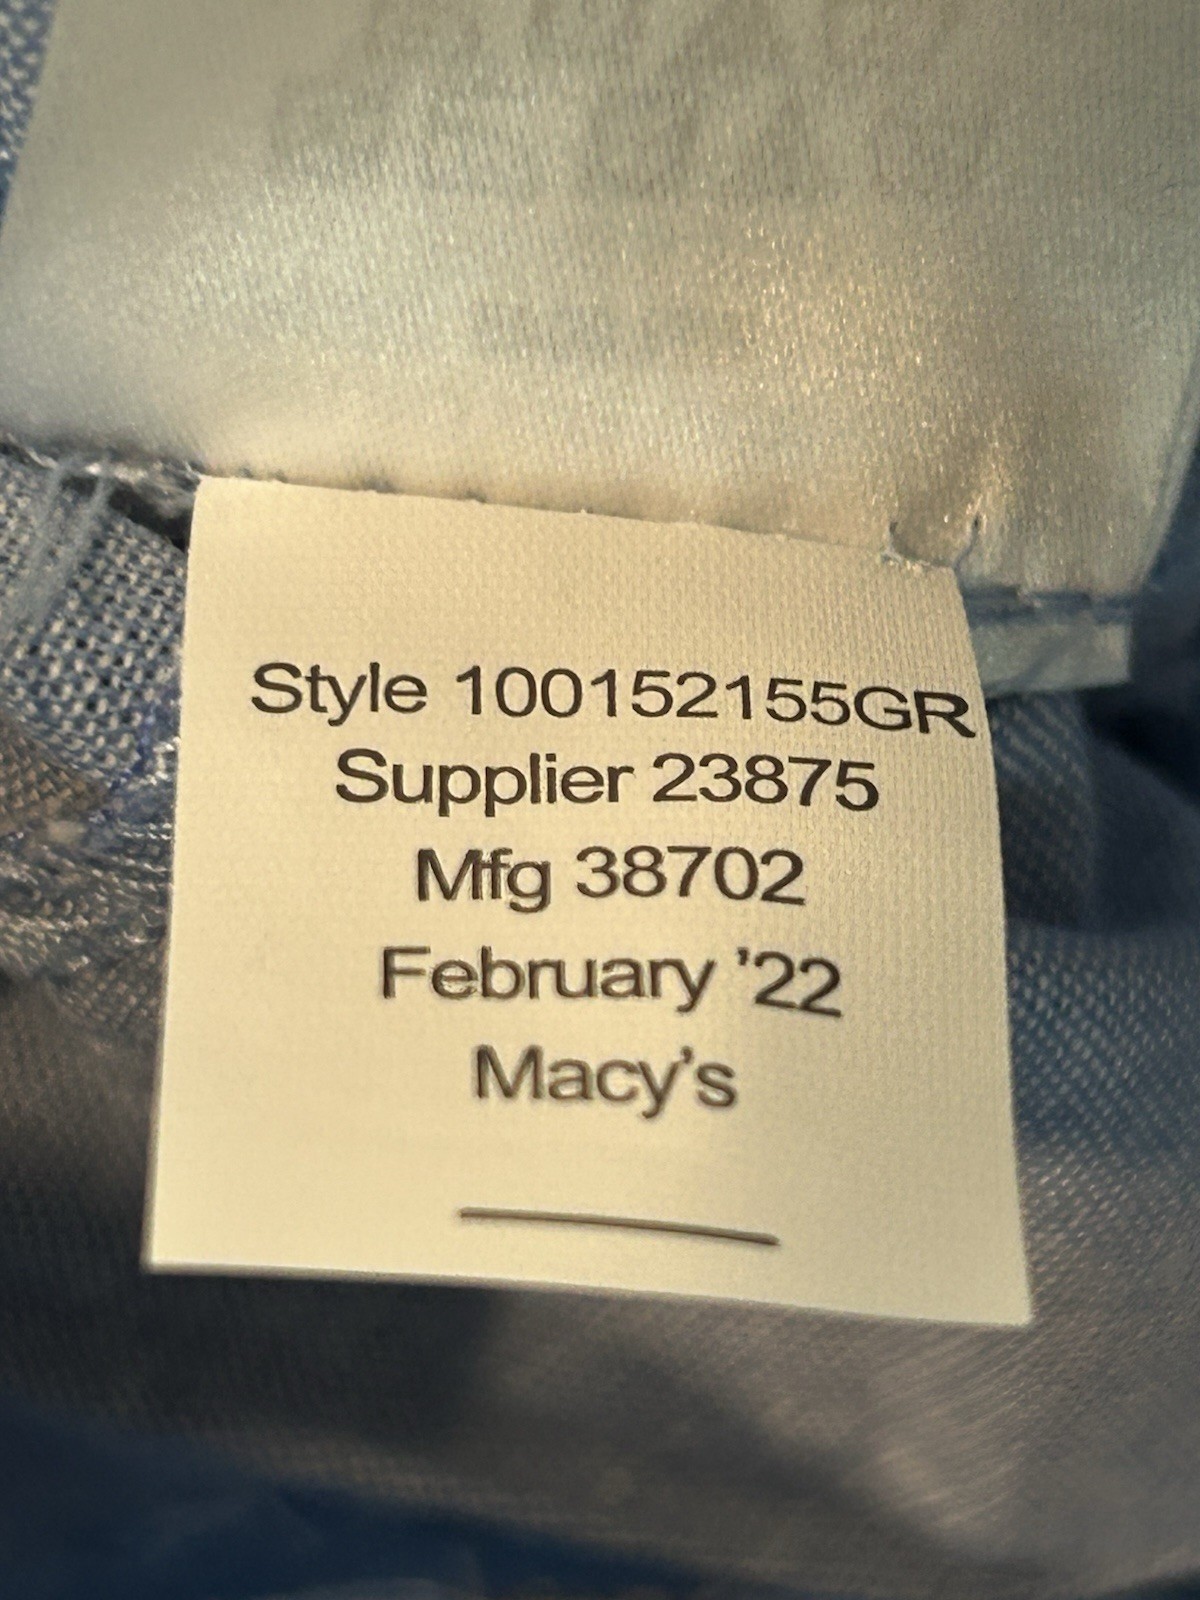 Style 100152155GR
Supplier 23875
Mfg 38702
February '22
Macy's